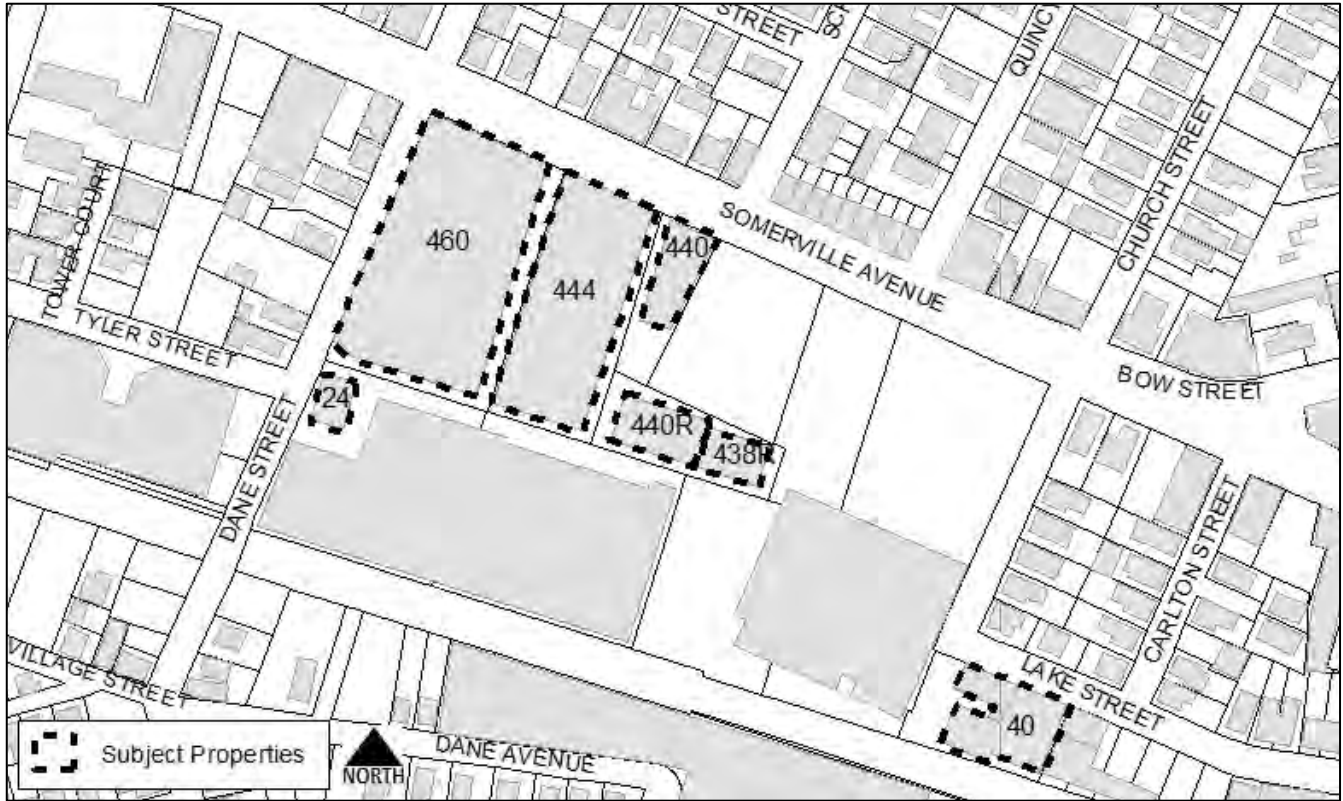 STREET
SCH
QUINCY
CHURCH STREET
TOWER COURT
460
440
SOMERVILLE AVENUE
444
TYLER STREET
BOW STREET
24
440R
438R
DANE STREET
CARLTON STREET
LAKE STREET
VILLAGE STREET
40
Subject Properties
NORTH
DANE AVENUE